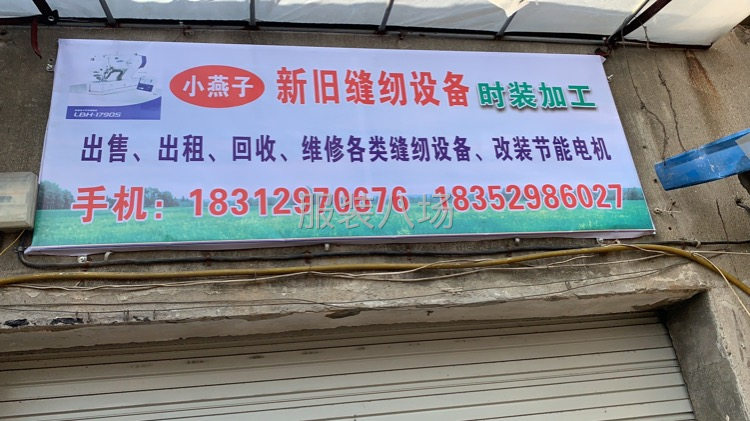 小燕子 新旧缝纫设备 时装加工
LBH-1790S
出售、出租、回收、维修各类缝纫设备、改装节能电机
手机：18312970676 18352986027
服装人场